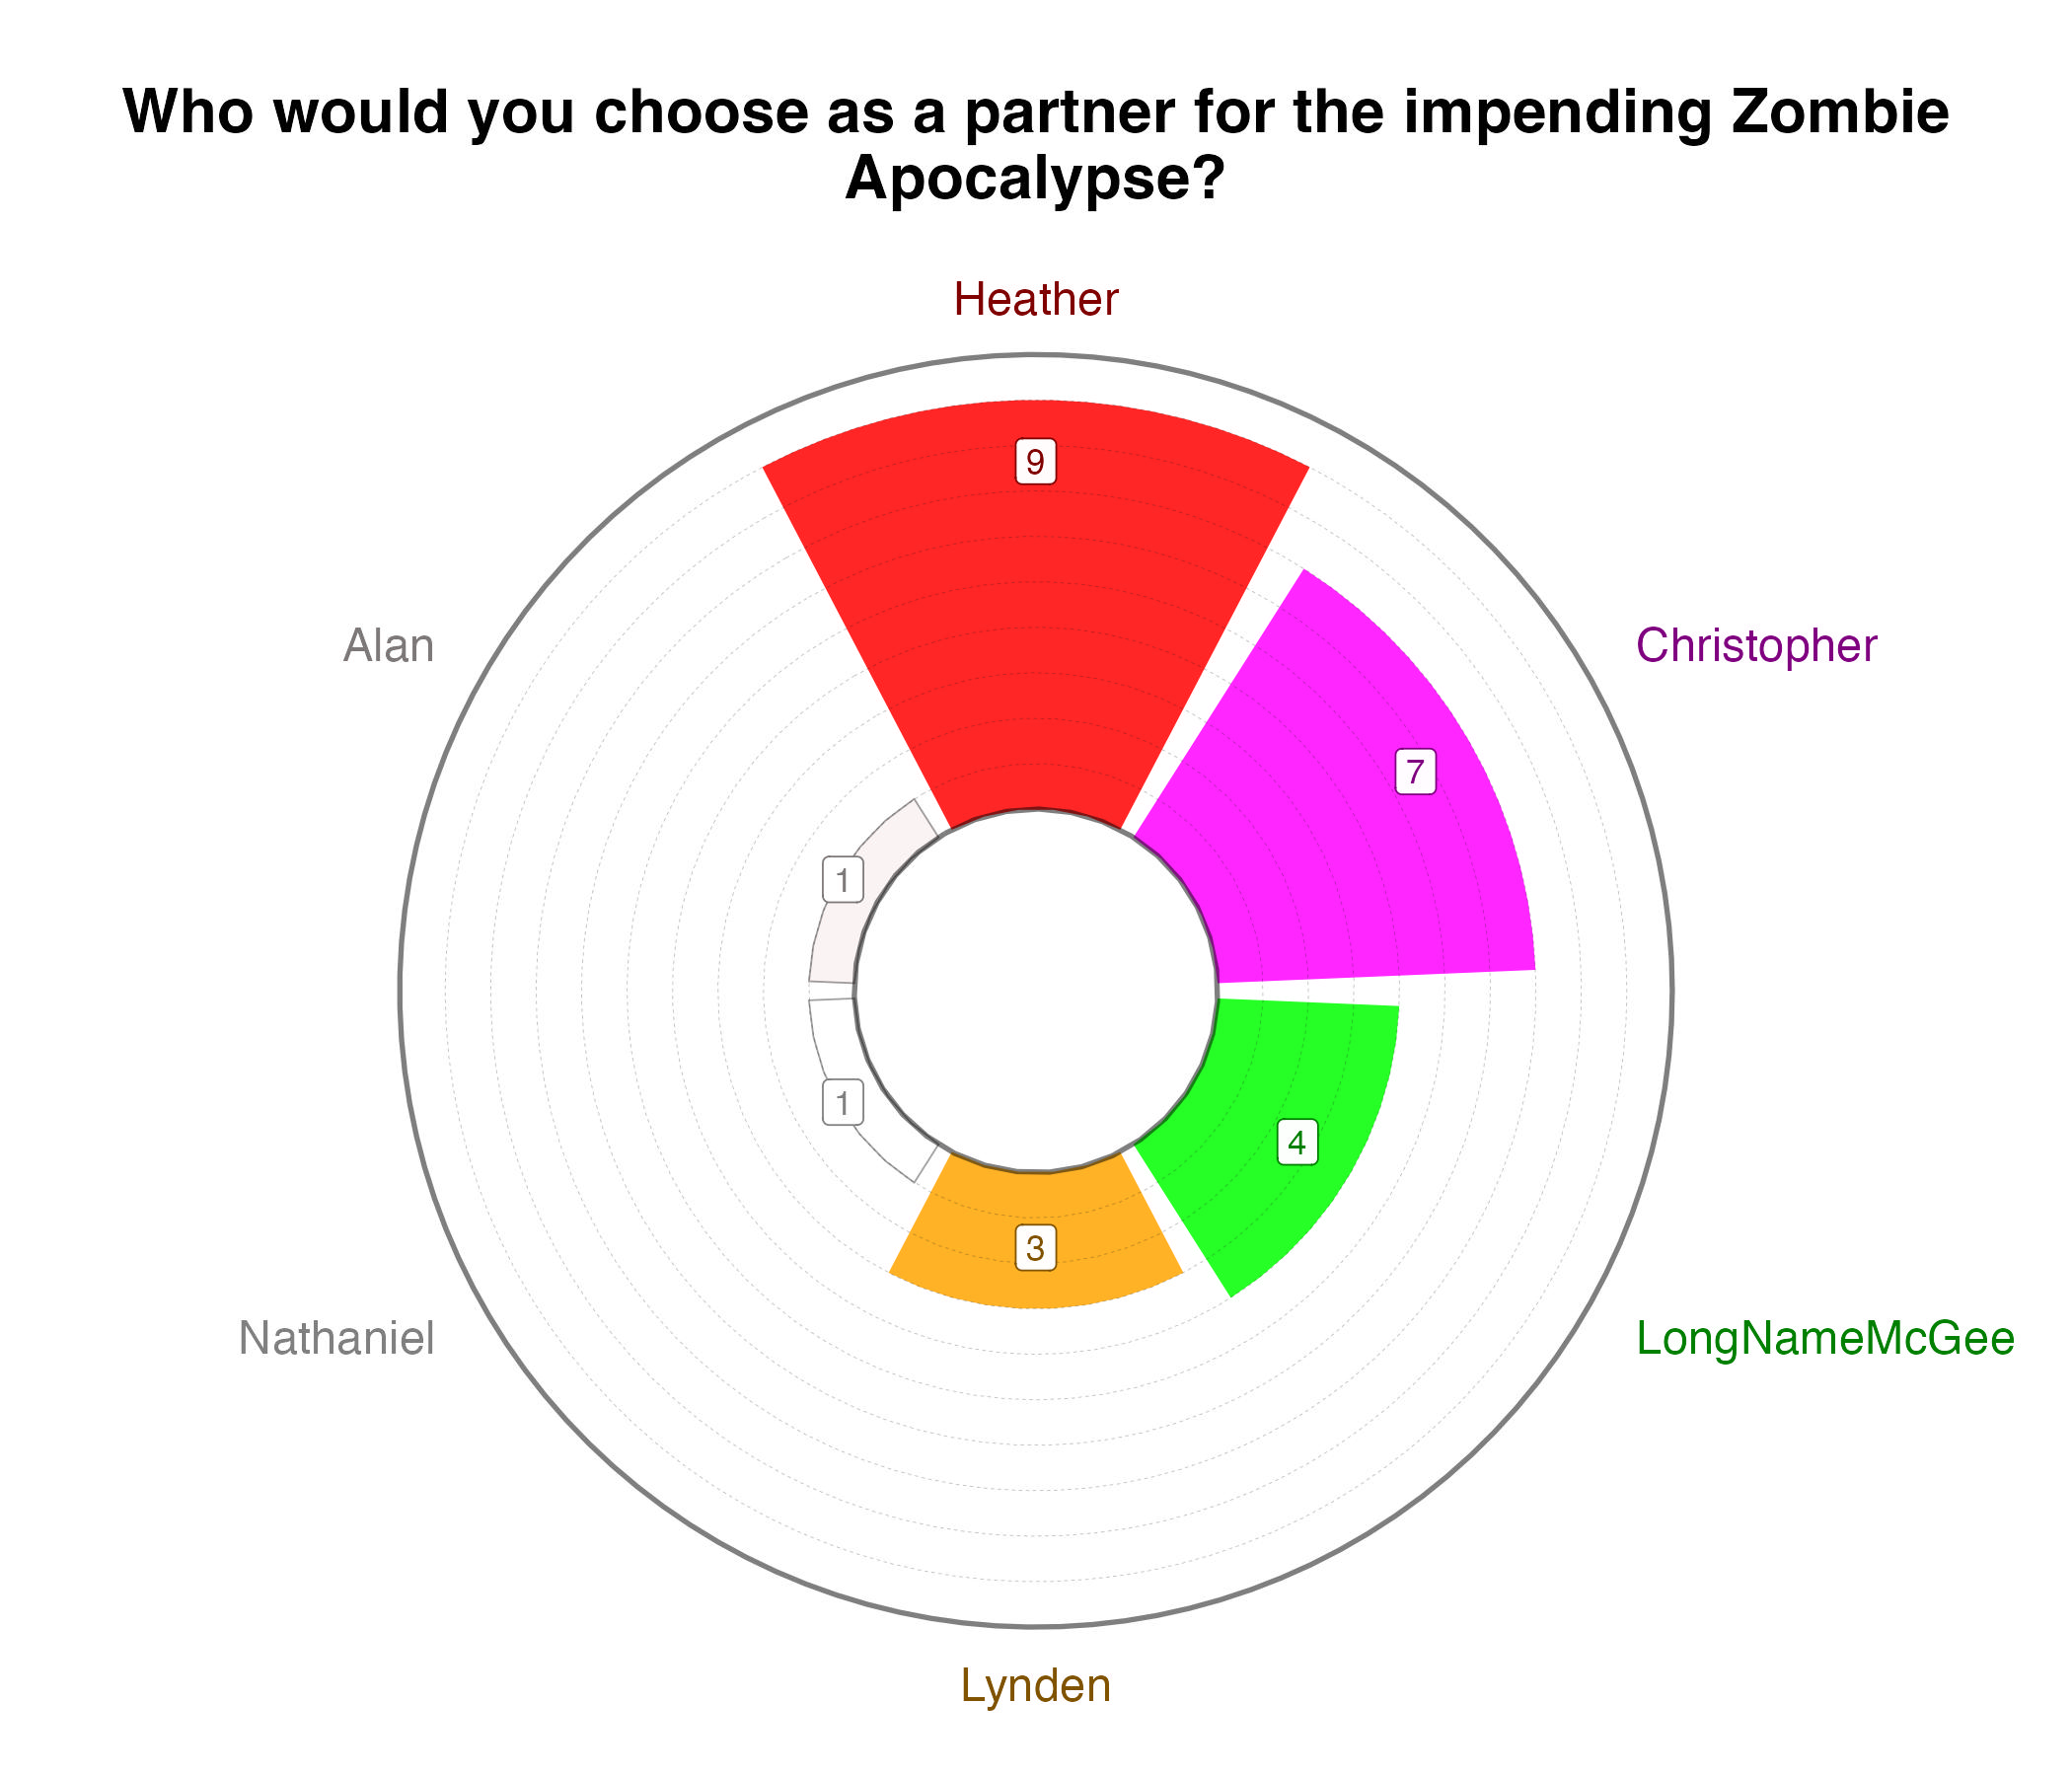 Who would you choose as a partner for the impending Zombie
Apocalypse?
Heather
9
Alan
Christopher
7
1
1
4
3
Nathaniel
LongNameMcGee
Lynden